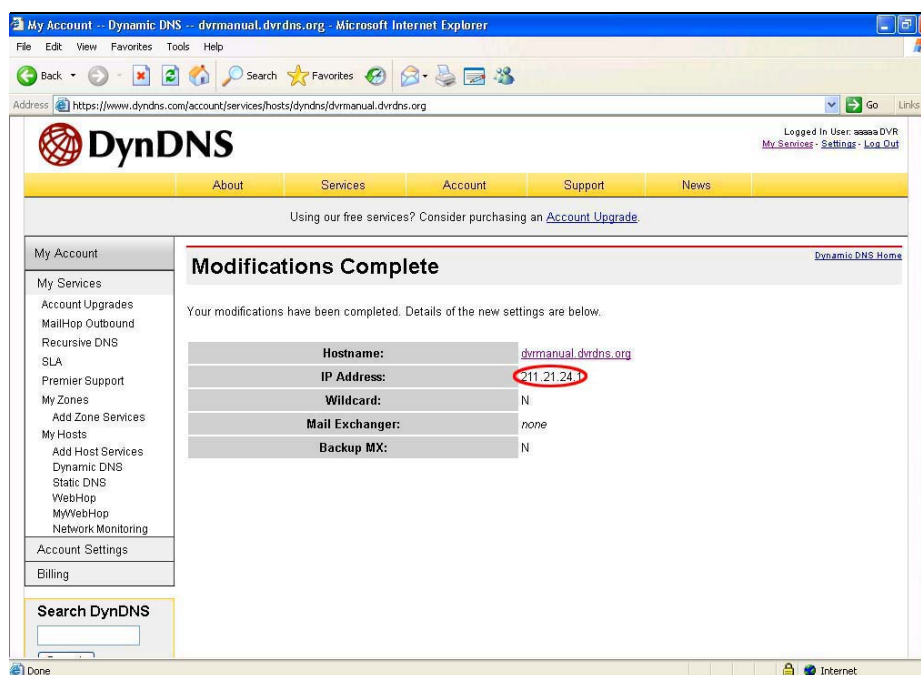 My Account -- Dynamic DNS -- dvrmanual.dvrdns.org - Microsoft Internet Explorer
File Edit View Favorites Tools Help
Back Search Favorites
Address https://www.dyndns.com/account/services/hosts/dyndns/dvrmanual.dvrdns.org Go Links
DynDNS
Logged In User: aaaaa DVR
My Services - Settings - Log Out
About Services Account Support News
Using our free services? Consider purchasing an Account Upgrade.
My Account
My Services
Account Upgrades
MailHop Outbound
Recursive DNS
SLA
Premier Support
My Zones
Add Zone Services
My Hosts
Add Host Services
Dynamic DNS
Static DNS
WebHop
MyWebHop
Network Monitoring
Account Settings
Billing
Search DynDNS
Modifications Complete
Dynamic DNS Home
Your modifications have been completed. Details of the new settings are below.
Hostname: dvrmanual.dvrdns.org
IP Address: 211.21.24.1
Wildcard: N
Mail Exchanger: none
Backup MX: N
Done Internet